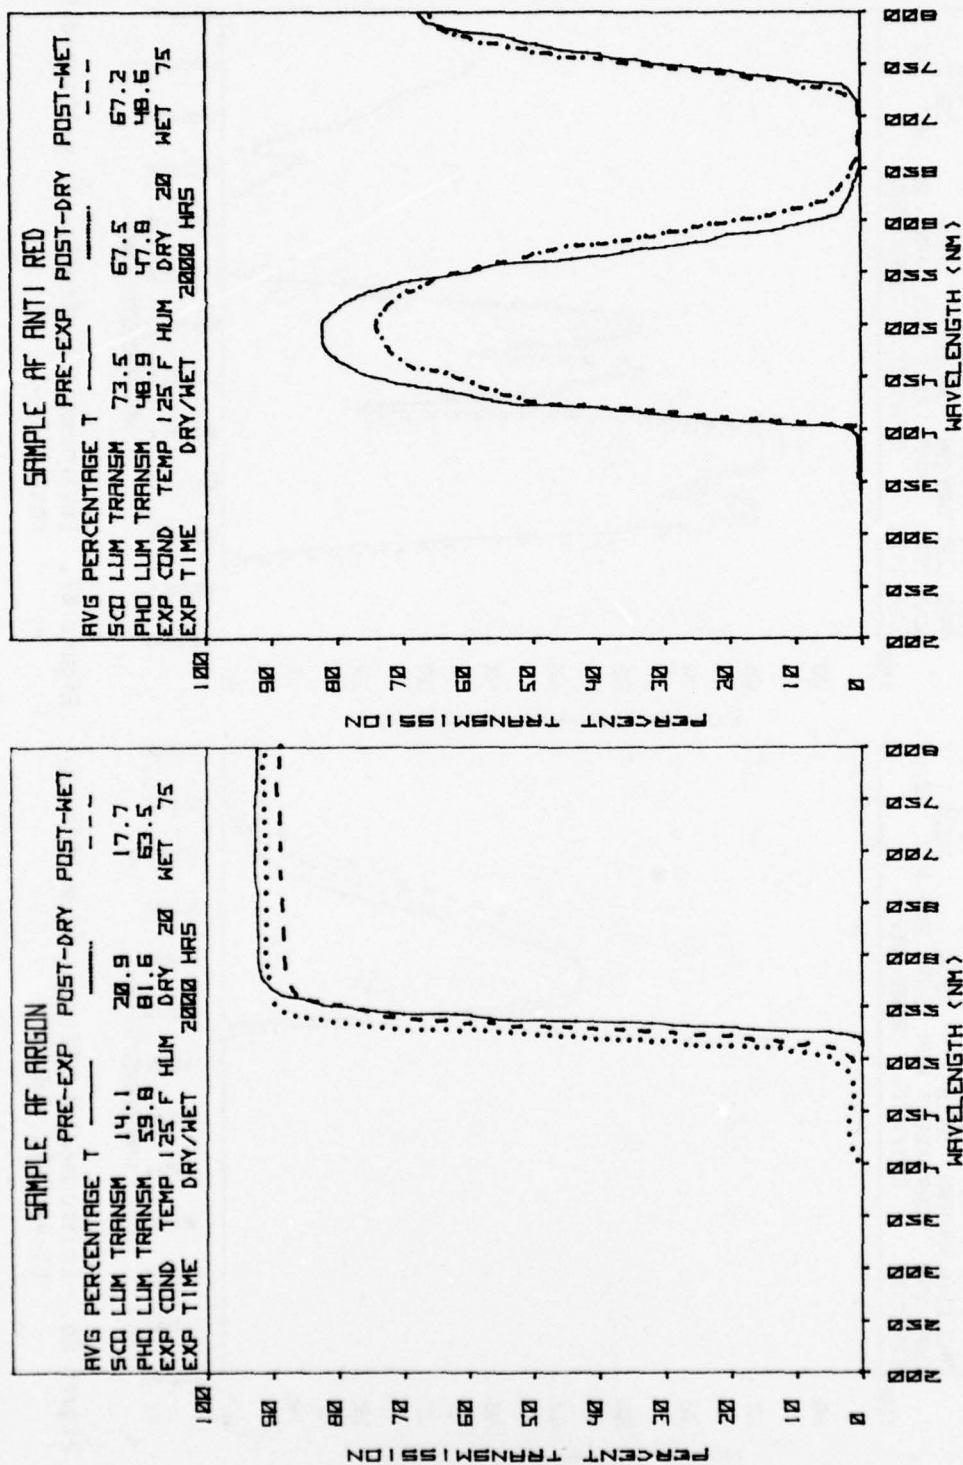 SAMPLE AF ARGON
PRE-EXP POST-DRY POST-WET
AVG PERCENTAGE T
SCO LUM TRANSM 14.1 20.9 17.7
PHO LUM TRANSM 59.8 81.6 63.5
EXP COND TEMP 125 F HUM DRY 20 WET 75
EXP TIME DRY/WET 2000 HRS
100
90
80
70
60
50
40
30
20
10
0
PERCENT TRANSMISSION
200 250 300 350 400 450 500 550 600 650 700 750 800
WAVELENGTH <NM>
SAMPLE AF ANTI RED
PRE-EXP POST-DRY POST-WET
AVG PERCENTAGE T
SCO LUM TRANSM 73.5 67.5 67.2
PHO LUM TRANSM 48.9 47.8 48.6
EXP COND TEMP 125 F HUM DRY 20 WET 75
EXP TIME DRY/WET 2000 HRS
100
90
80
70
60
50
40
30
20
10
0
PERCENT TRANSMISSION
200 250 300 350 400 450 500 550 600 650 700 750 800
WAVELENGTH <NM>